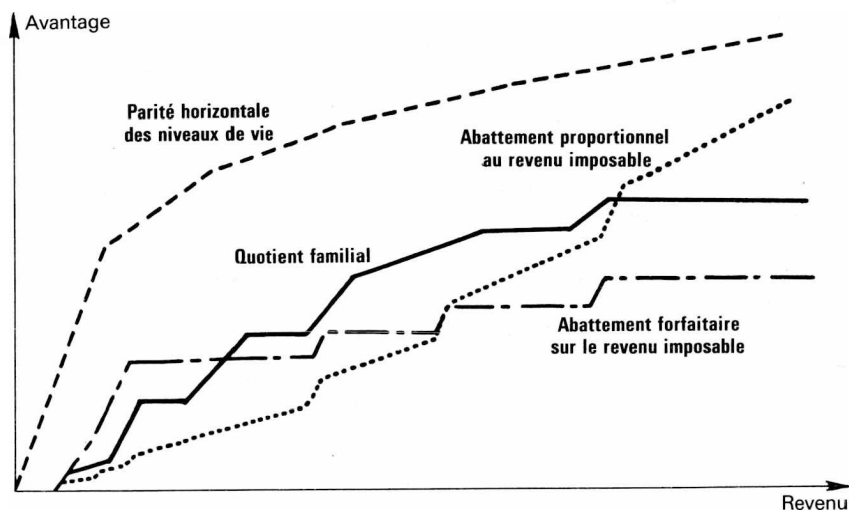 Avantage
Parité horizontale
des niveaux de vie
Abattement proportionnel
au revenu imposable
Quotient familial
Abattement forfaitaire
sur le revenu imposable
Revenu